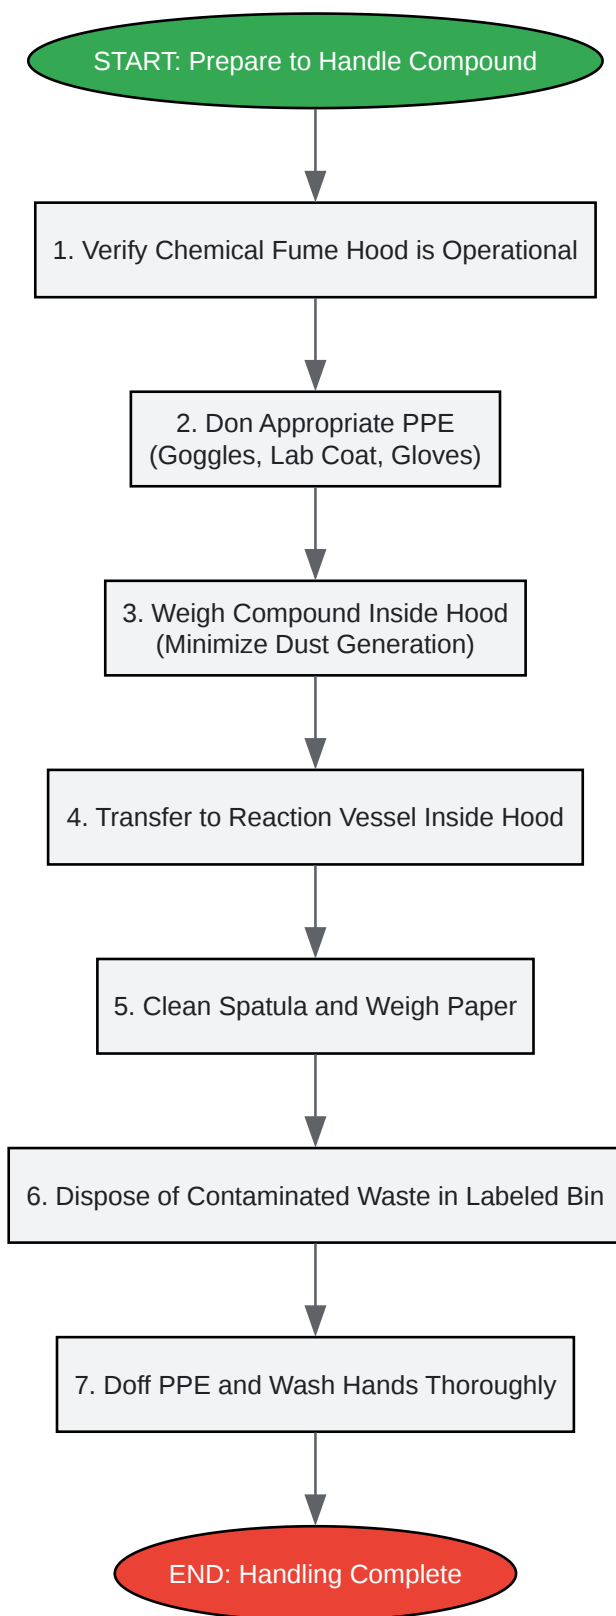 START: Prepare to Handle Compound
1. Verify Chemical Fume Hood is Operational
2. Don Appropriate PPE
(Goggles, Lab Coat, Gloves)
3. Weigh Compound Inside Hood
(Minimize Dust Generation)
4. Transfer to Reaction Vessel Inside Hood
5. Clean Spatula and Weigh Paper
6. Dispose of Contaminated Waste in Labeled Bin
7. Doff PPE and Wash Hands Thoroughly
END: Handling Complete